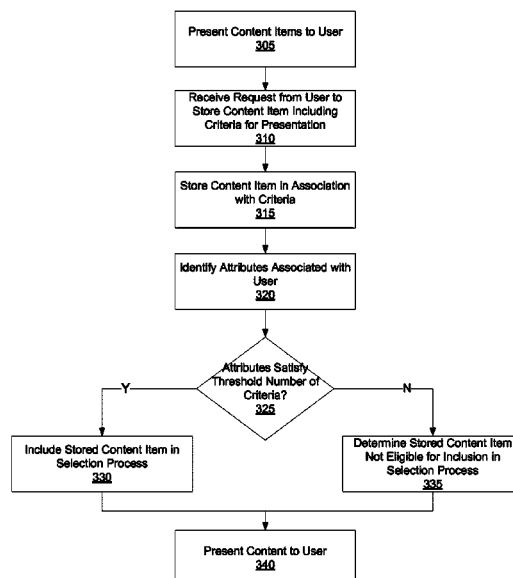 Present Content Items to User
305
Receive Request from User to
Store Content Item Including
Criteria for Presentation
310
Store Content Item in Association
with Criteria
315
Identify Attributes Associated with
User
320
Attributes Satisfy
Threshold Number of
Criteria?
325
Y
N
Include Stored Content Item in
Selection Process
330
Determine Stored Content Item
Not Eligible for Inclusion in
Selection Process
335
Present Content to User
340